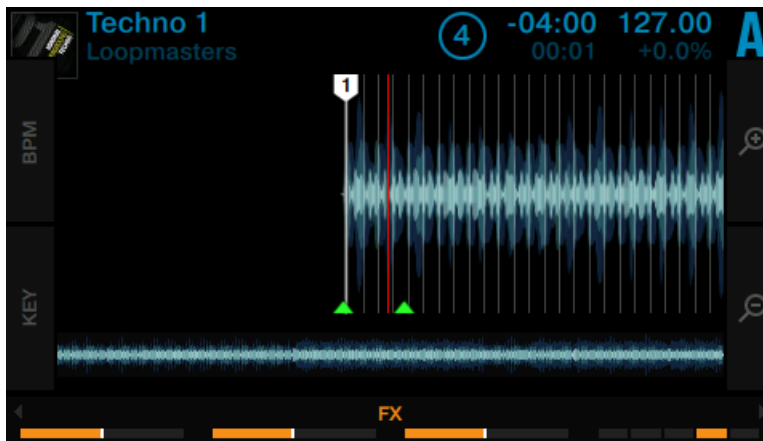 Techno 1
Loopmasters
4
-04:00
127.00
00:01
+0.0%
A
BPM
KEY
1
FX